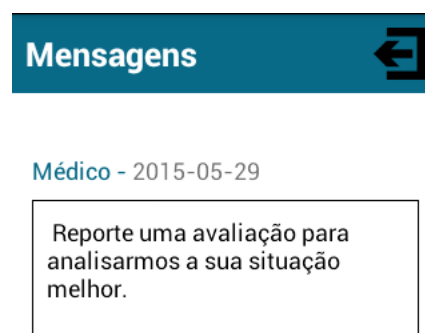 Mensagens
Médico - 2015-05-29
Reporte uma avaliação para
analisarmos a sua situação
melhor.